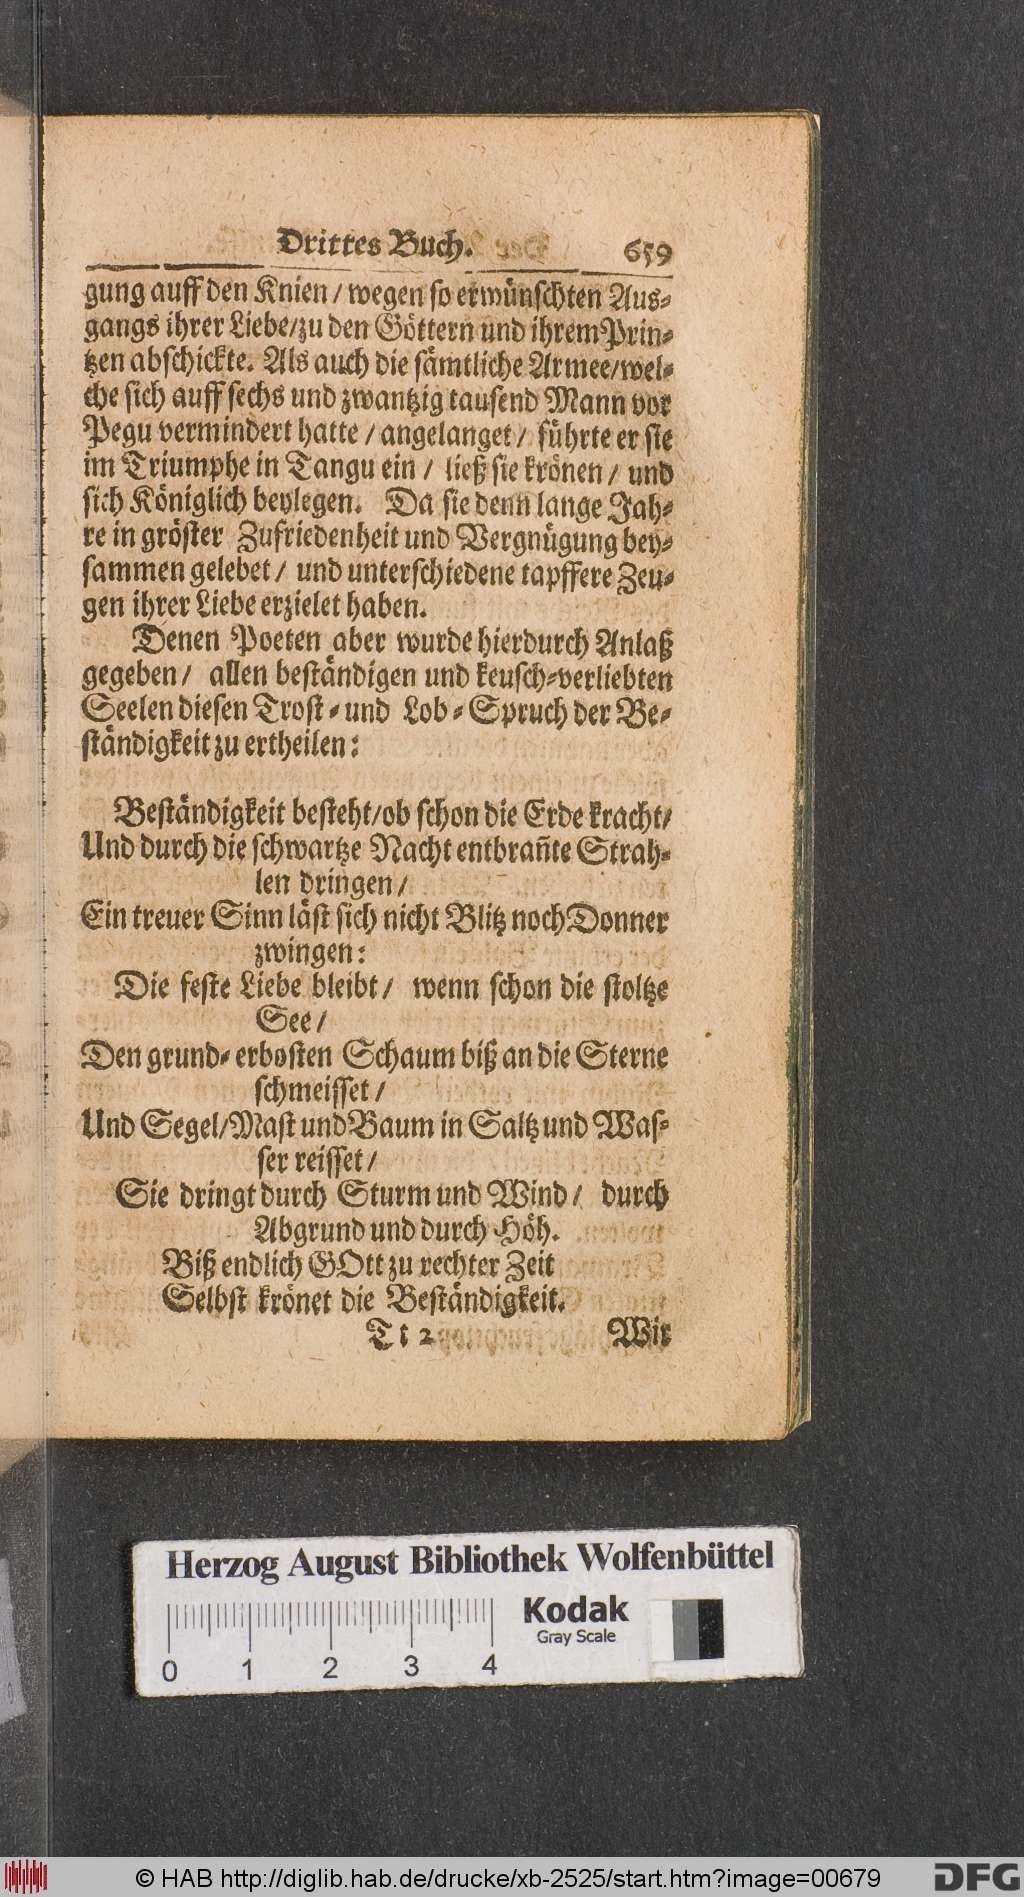 Drittes Buch. 659
gung auff den Knien / wegen so erwünschten Aus-
gangs ihrer Liebe/zu den Göttern und ihrem Prin-
tzen abschickte. Als auch die sämtliche Armee/wel-
che sich auff sechs und zwantzig tausend Mann vor
Pegu vermindert hatte / angelanget / führte er sie
im Triumphe in Tangu ein / ließ sie krönen / und
sich Königlich beylegen. Da sie denn lange Jah-
re in gröster Zufriedenheit und Vergnügung bey-
sammen gelebet / und unterschiedene tapffere Zeu-
gen ihrer Liebe erzielet haben.
Denen Poeten aber wurde hierdurch Anlaß
gegeben / allen beständigen und keusch-verliebten
Seelen diesen Trost- und Lob-Spruch der Be-
ständigkeit zu ertheilen:
Beständigkeit besteht/ob schon die Erde kracht/
Und durch die schwartze Nacht entbrañte Strah-
len dringen /
Ein treuer Sinn läst sich nicht Blitz noch Donner
zwingen:
Die feste Liebe bleibt / wenn schon die stoltze
See /
Den grund-erbosten Schaum biß an die Sterne
schmeisset /
Und Segel/Mast und Baum in Saltz und Was-
ser reisset /
Sie dringt durch Sturm und Wind / durch
Abgrund und durch Höh.
Biß endlich GOtt zu rechter Zeit
Selbst krönet die Beständigkeit.
Tt 2 Wir
Herzog August Bibliothek Wolfenbüttel
Kodak
Gray Scale
0 1 2 3 4
© HAB http://diglib.hab.de/drucke/xb-2525/start.htm?image=00679
DFG